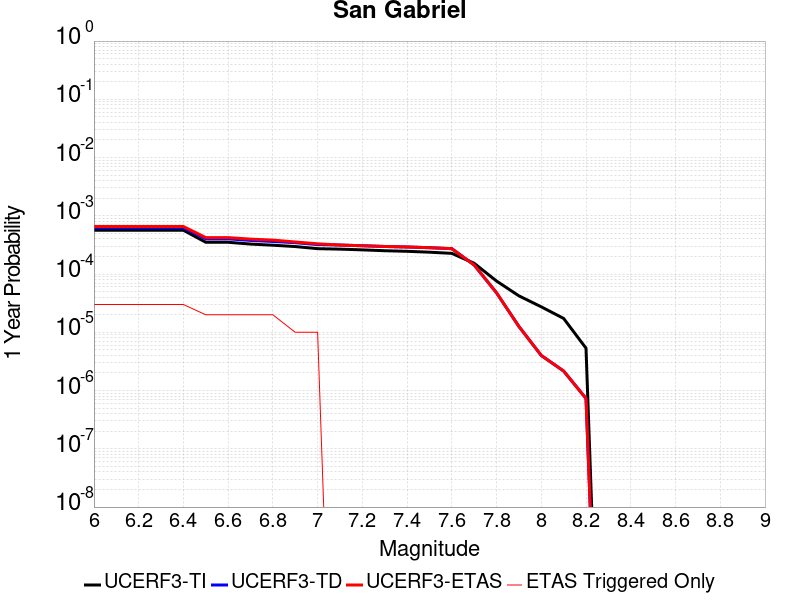 San Gabriel
1 Year Probability
10^0
10^-1
10^-2
10^-3
10^-4
10^-5
10^-6
10^-7
10^-8
6 6.2 6.4 6.6 6.8 7 7.2 7.4 7.6 7.8 8 8.2 8.4 8.6 8.8 9
Magnitude
UCERF3-TI UCERF3-TD UCERF3-ETAS ETAS Triggered Only